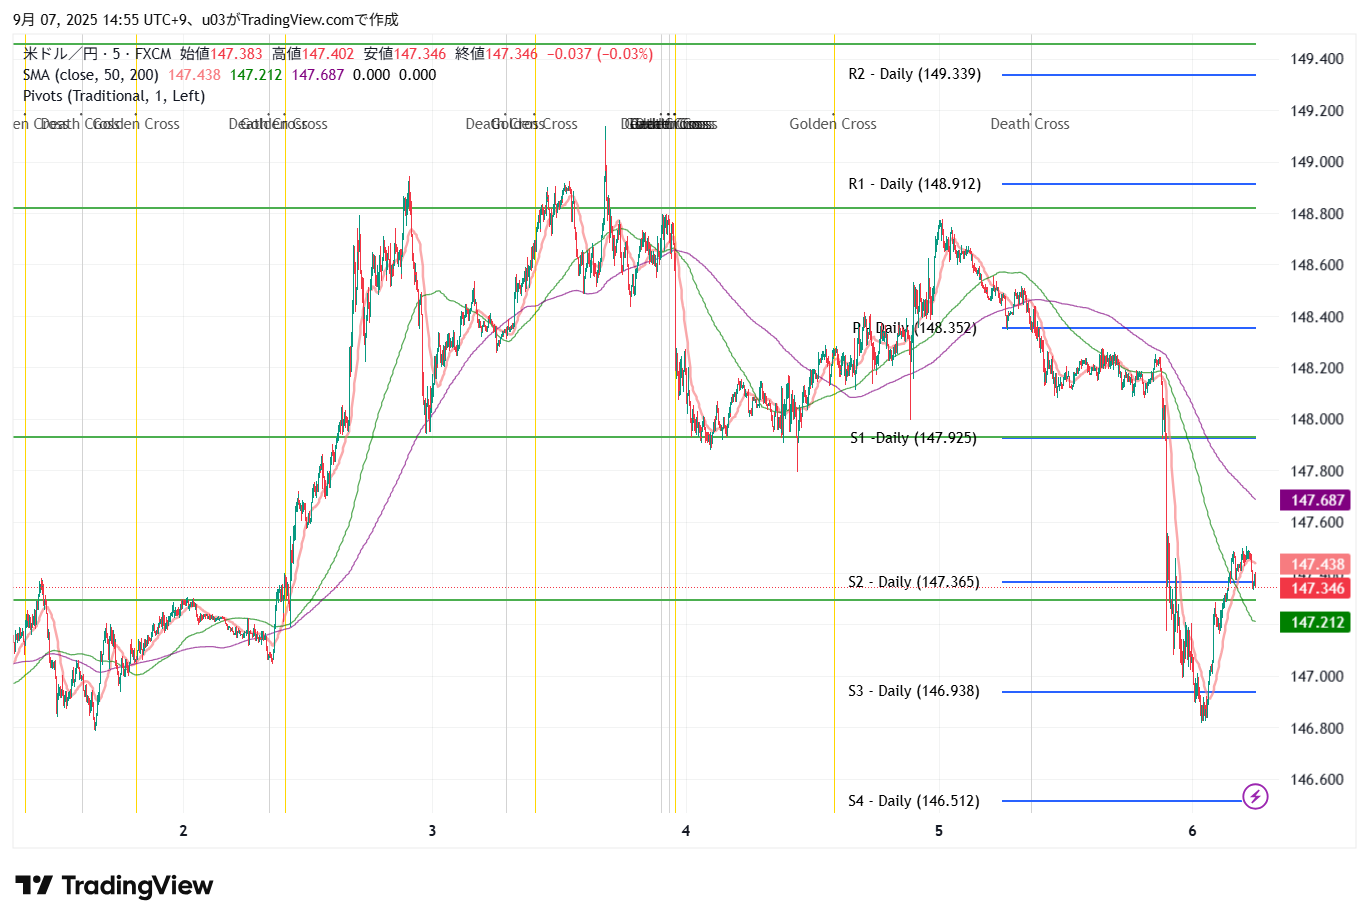 9月 07, 2025 14:55 UTC+9、u03がTradingView.comで作成
米ドル／円 · 5 · FXCM 始値147.383 高値147.402 安値147.346 終値147.346 −0.037 (−0.03%)
SMA (close, 50, 200) 147.438 147.212 147.687 0.000 0.000
Pivots (Traditional, 1, Left)
Golden Cross
Golden Cross
Death Cross
149.400
149.200
149.000
148.800
148.600
148.400
148.200
148.000
147.800
147.687
147.600
147.438
147.346
147.212
147.000
146.800
146.600
R2 - Daily (149.339)
R1 - Daily (148.912)
P - Daily (148.352)
S1 -Daily (147.925)
S2 - Daily (147.365)
S3 - Daily (146.938)
S4 - Daily (146.512)
2 3 4 5 6
TradingView